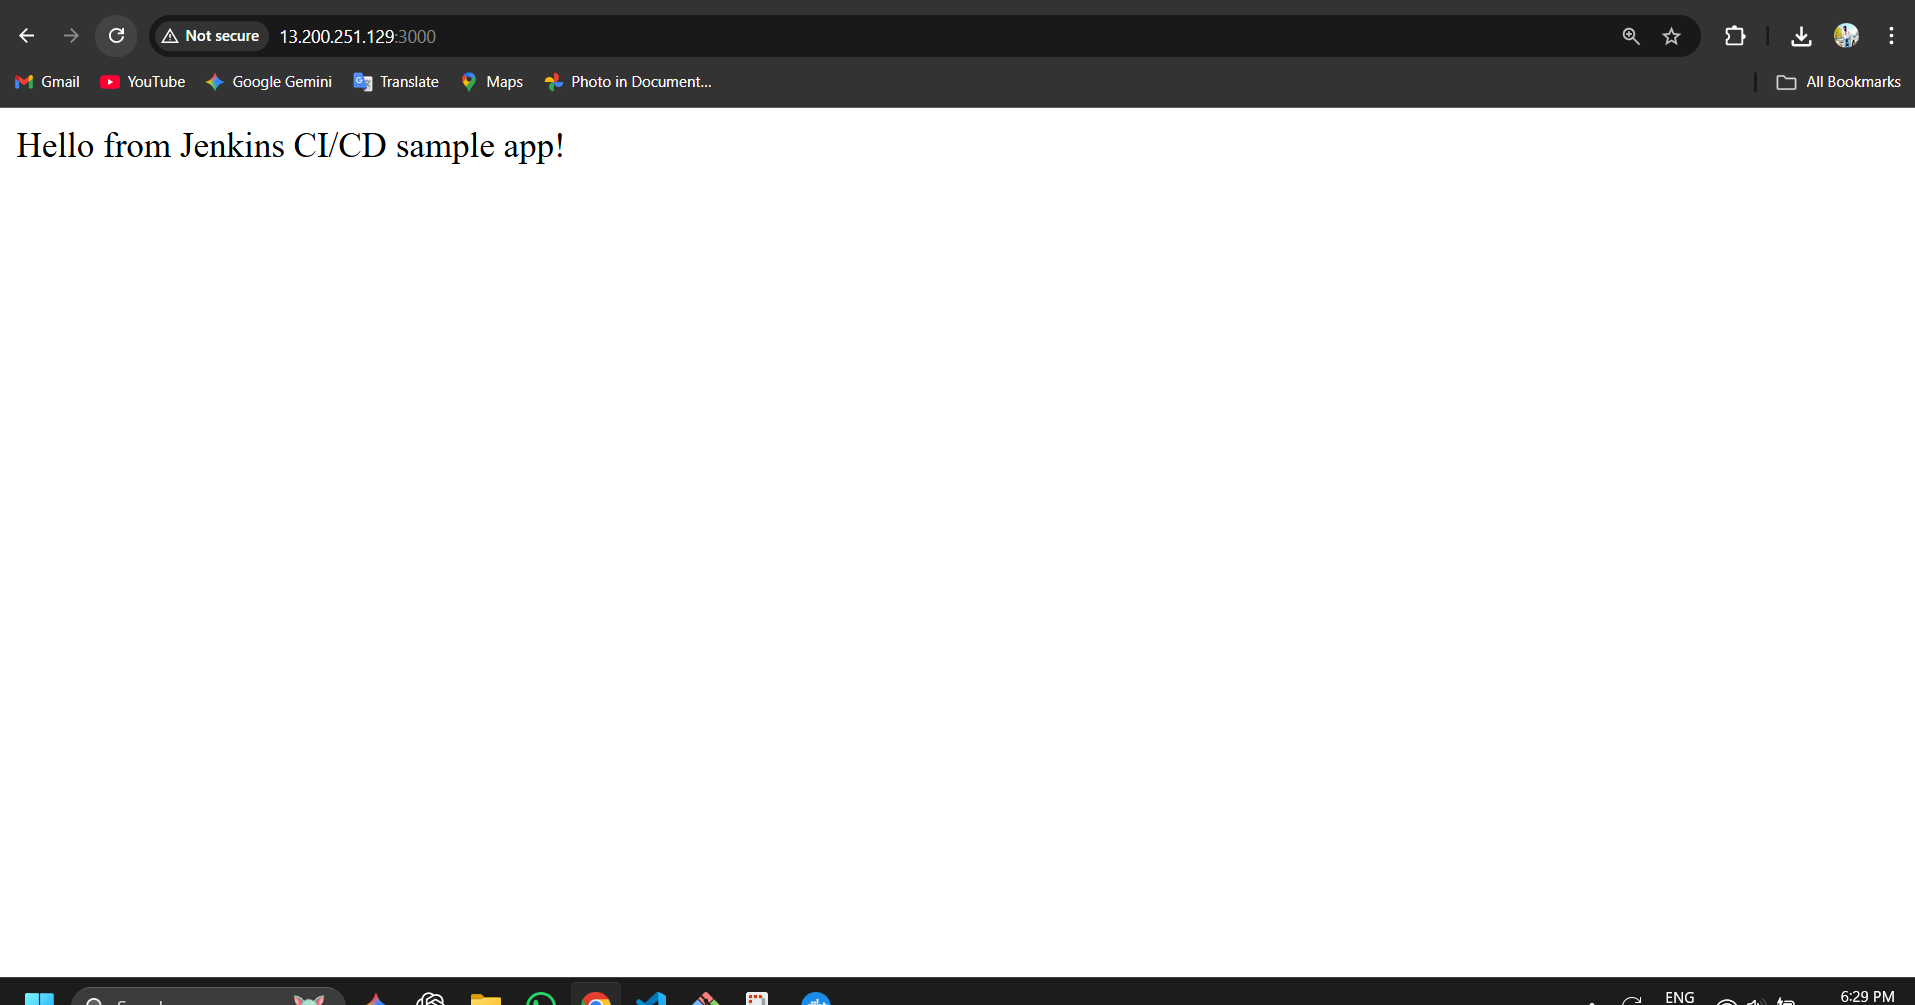 Not secure 13.200.251.129:3000
Gmail YouTube Google Gemini Translate Maps Photo in Document... All Bookmarks
Hello from Jenkins CI/CD sample app!
ENG 6:29 PM